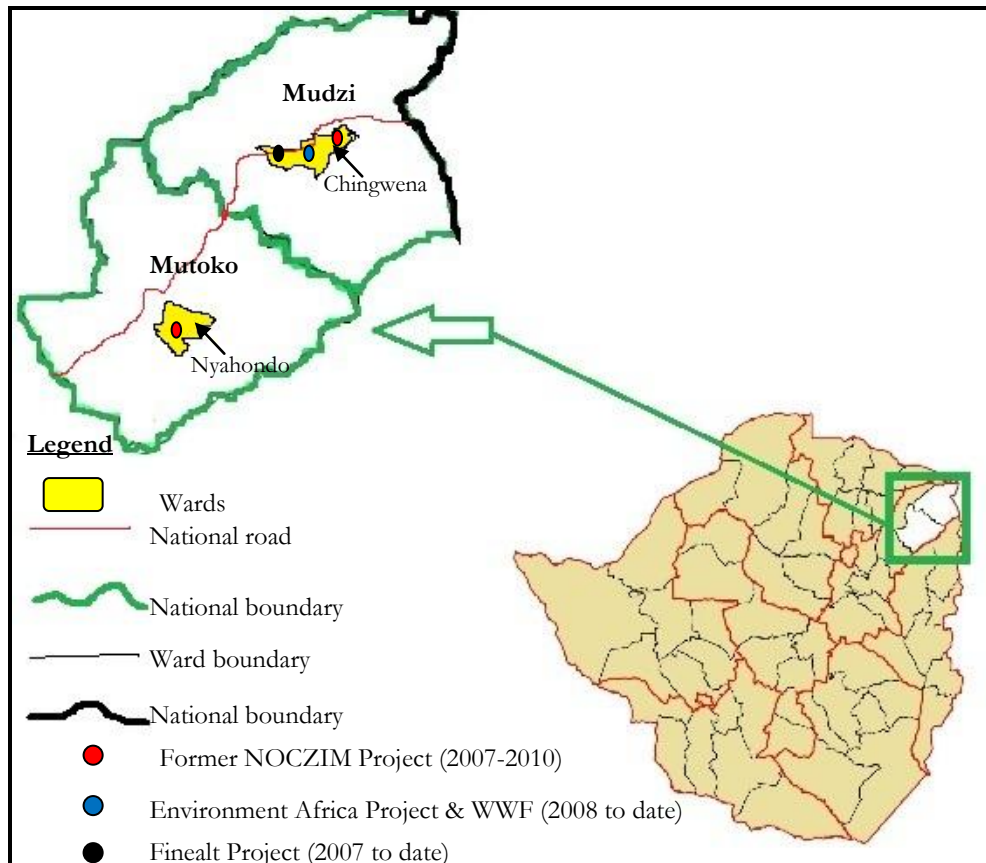 Mudzi
Chingwena
Mutoko
Nyahondo
Legend
Wards
National road
National boundary
Ward boundary
National boundary
Former NOCZIM Project (2007-2010)
Environment Africa Project & WWF (2008 to date)
Finealt Project (2007 to date)